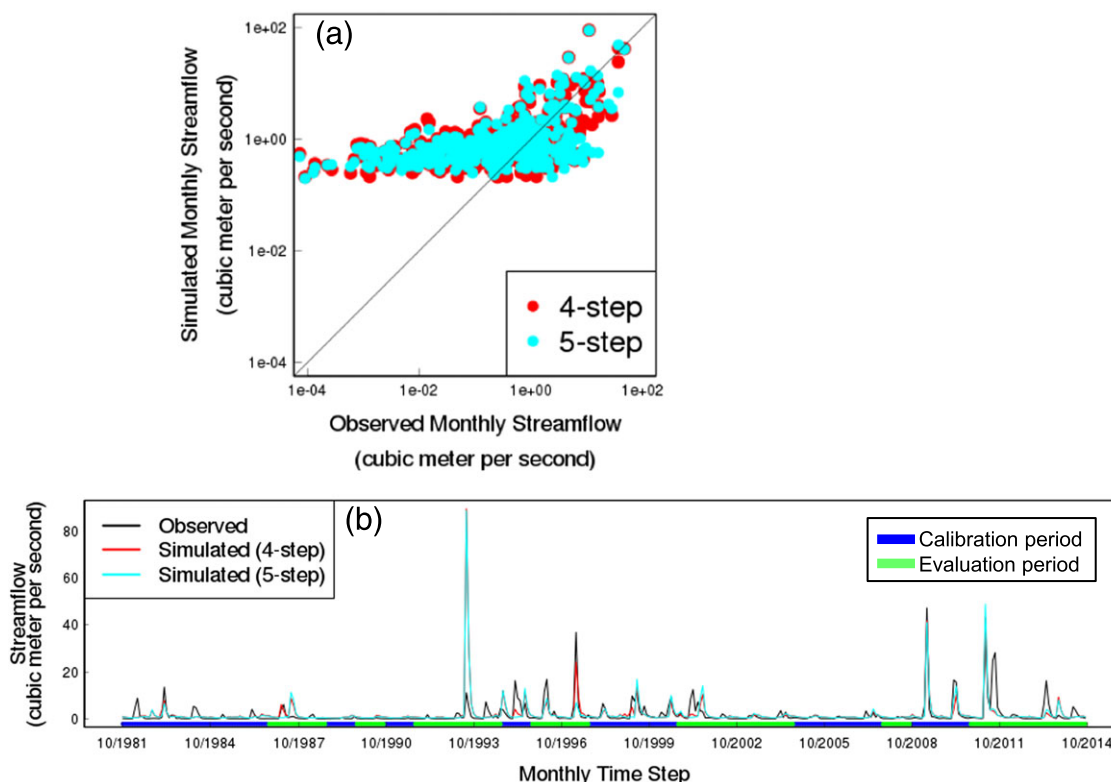 (a)
1e+02
1e+00
1e-02
1e-04
Simulated Monthly Streamflow
(cubic meter per second)
4-step
5-step
1e-04
1e-02
1e+00
1e+02
Observed Monthly Streamflow
(cubic meter per second)
(b)
Observed
Simulated (4-step)
Simulated (5-step)
Calibration period
Evaluation period
80
60
40
20
0
Streamflow
(cubic meter per second)
10/1981
10/1984
10/1987
10/1990
10/1993
10/1996
10/1999
10/2002
10/2005
10/2008
10/2011
10/2014
Monthly Time Step